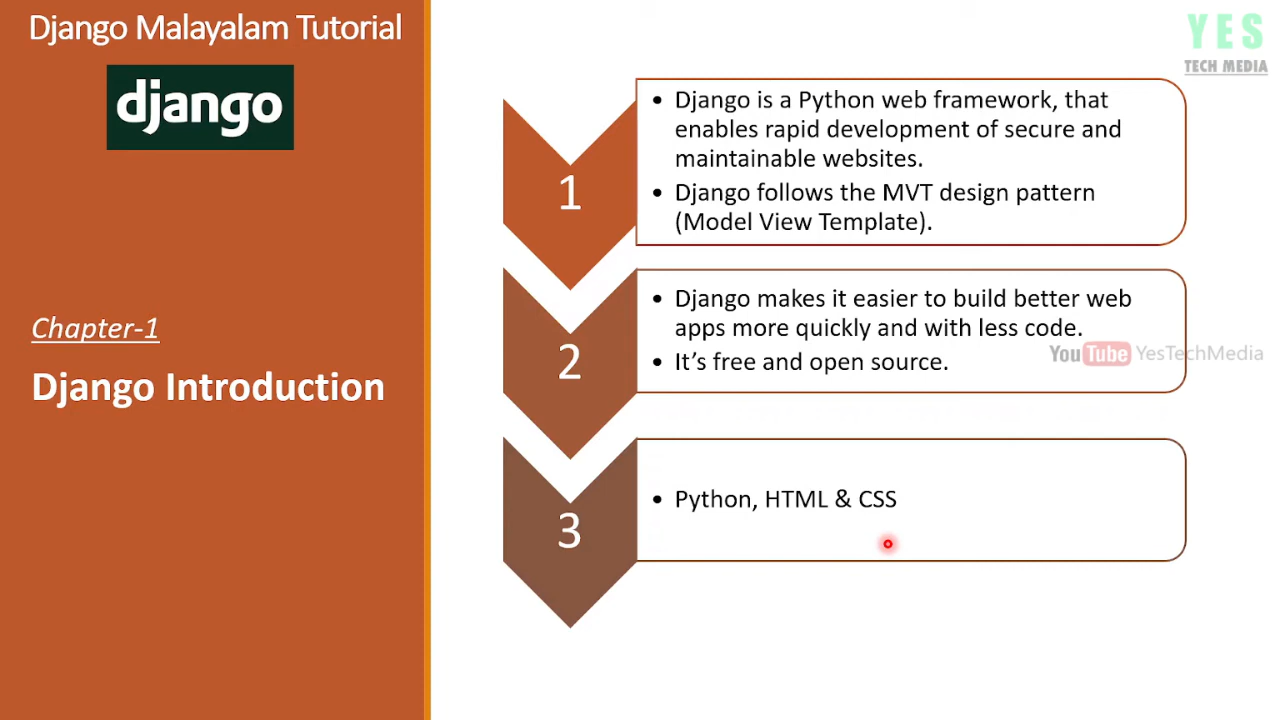 Django Malayalam Tutorial
django
Chapter-1
Django Introduction
YES
TECH MEDIA
1
• Django is a Python web framework, that
enables rapid development of secure and
maintainable websites.
• Django follows the MVT design pattern
(Model View Template).
2
• Django makes it easier to build better web
apps more quickly and with less code.
• It’s free and open source.
YouTube YesTechMedia
3
• Python, HTML & CSS